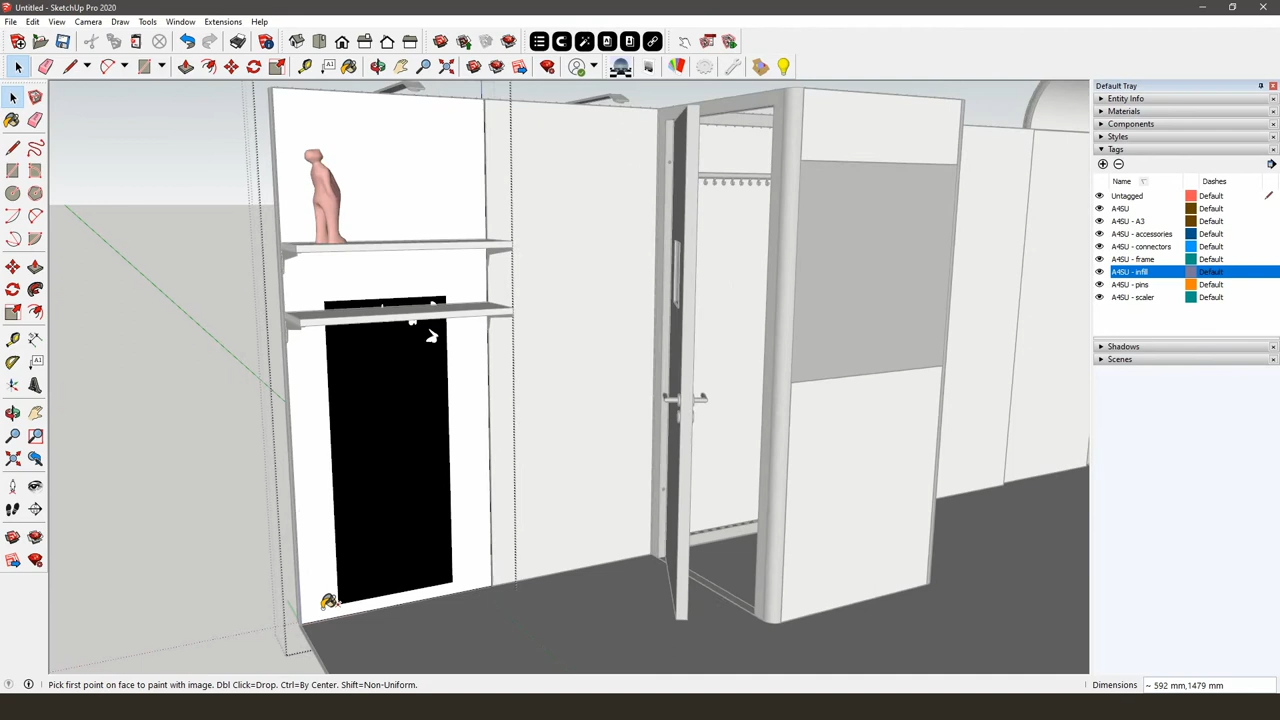 Untitled - SketchUp Pro 2020
File Edit View Camera Draw Tools Window Extensions Help
Default Tray
Entity Info
Materials
Components
Styles
Tags
Name Dashes
Untagged Default
A4SU Default
A4SU - A3 Default
A4SU - accessories Default
A4SU - connectors Default
A4SU - frame Default
A4SU - infill Default
A4SU - pins Default
A4SU - scaler Default
Shadows
Scenes
Pick first point on face to paint with image. Dbl Click=Drop. Ctrl=By Center. Shift=Non-Uniform.
Dimensions ~ 592 mm,1479 mm